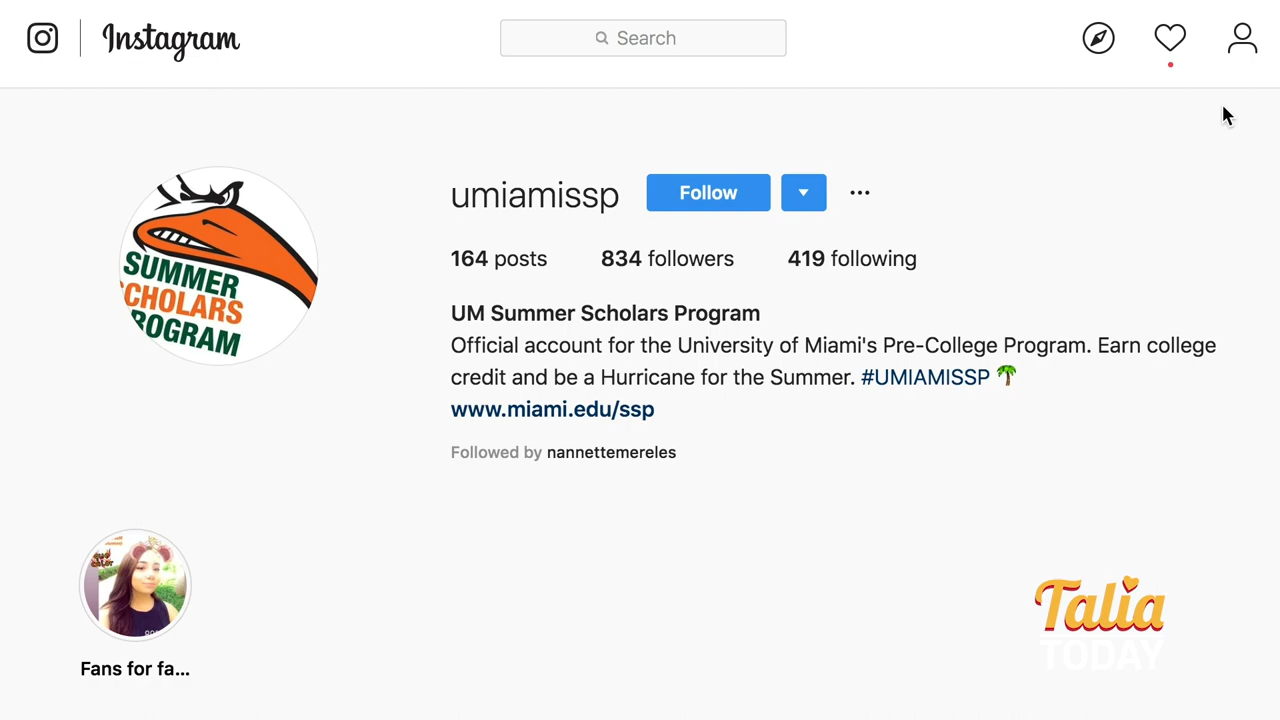 Instagram
Search
umiamissp
Follow
164 posts 834 followers 419 following
UM Summer Scholars Program
Official account for the University of Miami's Pre-College Program. Earn college
credit and be a Hurricane for the Summer. #UMIAMISSP
www.miami.edu/ssp
Followed by nannettemereles
SUMMER
SCHOLARS
PROGRAM
Fans for fa...
Talia
TODAY